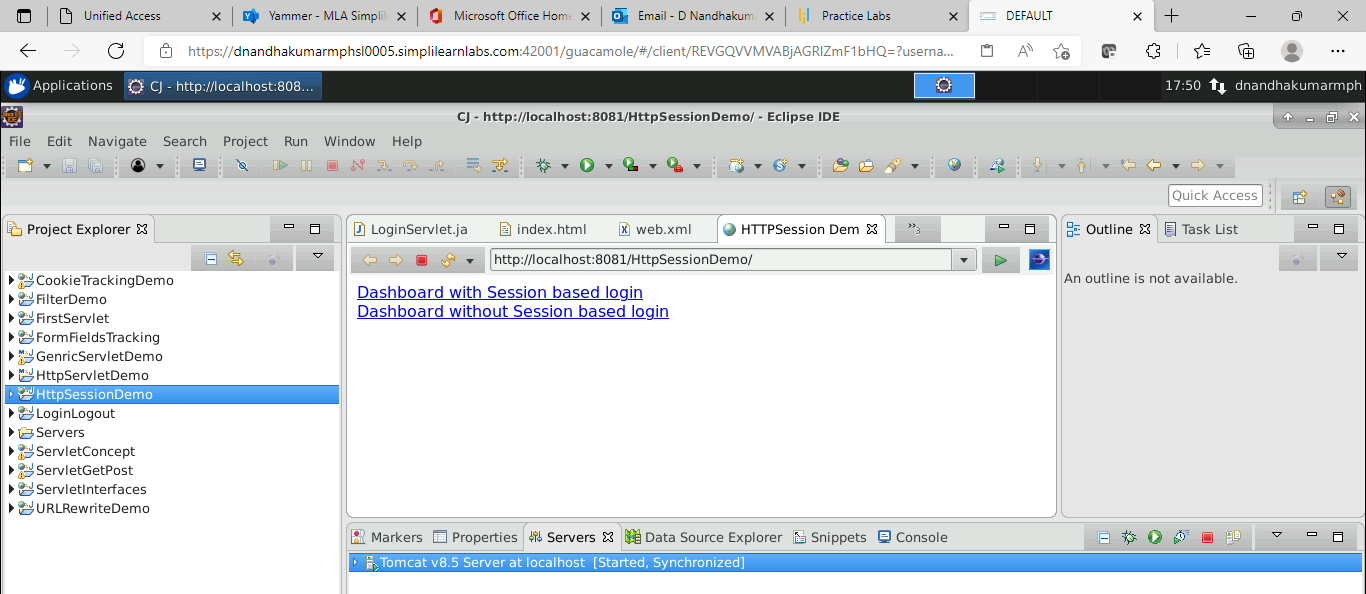 Unified Access
Yammer - MLA Simplil
Microsoft Office Home
Email - D Nandhakum
Practice Labs
DEFAULT
https://dnandhakumarmphsl0005.simplilearnlabs.com:42001/guacamole/#/client/REVGQVVMVABjAGRlZmF1bHQ=?userna...
Applications
CJ - http://localhost:808...
17:50
dnandhakumarmph
CJ - http://localhost:8081/HttpSessionDemo/ - Eclipse IDE
File Edit Navigate Search Project Run Window Help
Quick Access
Project Explorer
LoginServlet.ja
index.html
web.xml
HTTPSession Dem
»3
Outline
Task List
http://localhost:8081/HttpSessionDemo/
An outline is not available.
Dashboard with Session based login
Dashboard without Session based login
CookieTrackingDemo
FilterDemo
FirstServlet
FormFieldsTracking
GenricServletDemo
HttpServletDemo
HttpSessionDemo
LoginLogout
Servers
ServletConcept
ServletGetPost
ServletInterfaces
URLRewriteDemo
Markers
Properties
Servers
Data Source Explorer
Snippets
Console
Tomcat v8.5 Server at localhost [Started, Synchronized]